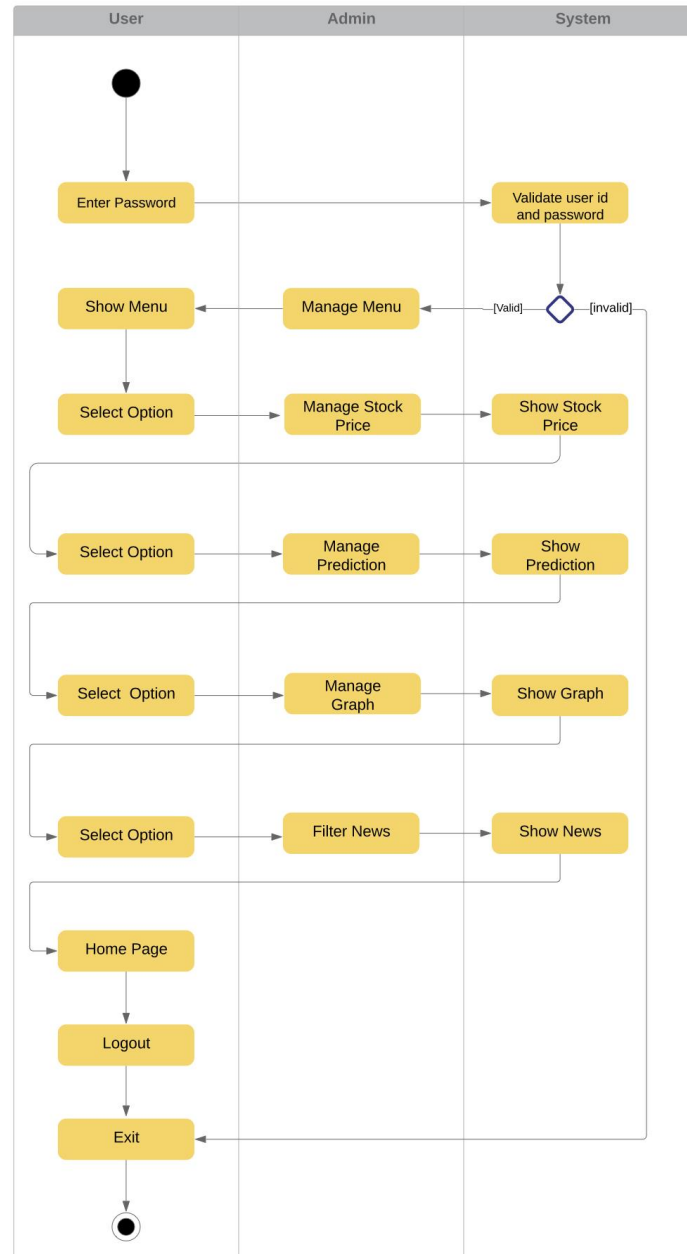 User
Admin
System
Enter Password
Validate user id
and password
Show Menu
Manage Menu
[Valid]
[invalid]
Select Option
Manage Stock
Price
Show Stock
Price
Select Option
Manage
Prediction
Show
Prediction
Select  Option
Manage
Graph
Show Graph
Select Option
Filter News
Show News
Home Page
Logout
Exit